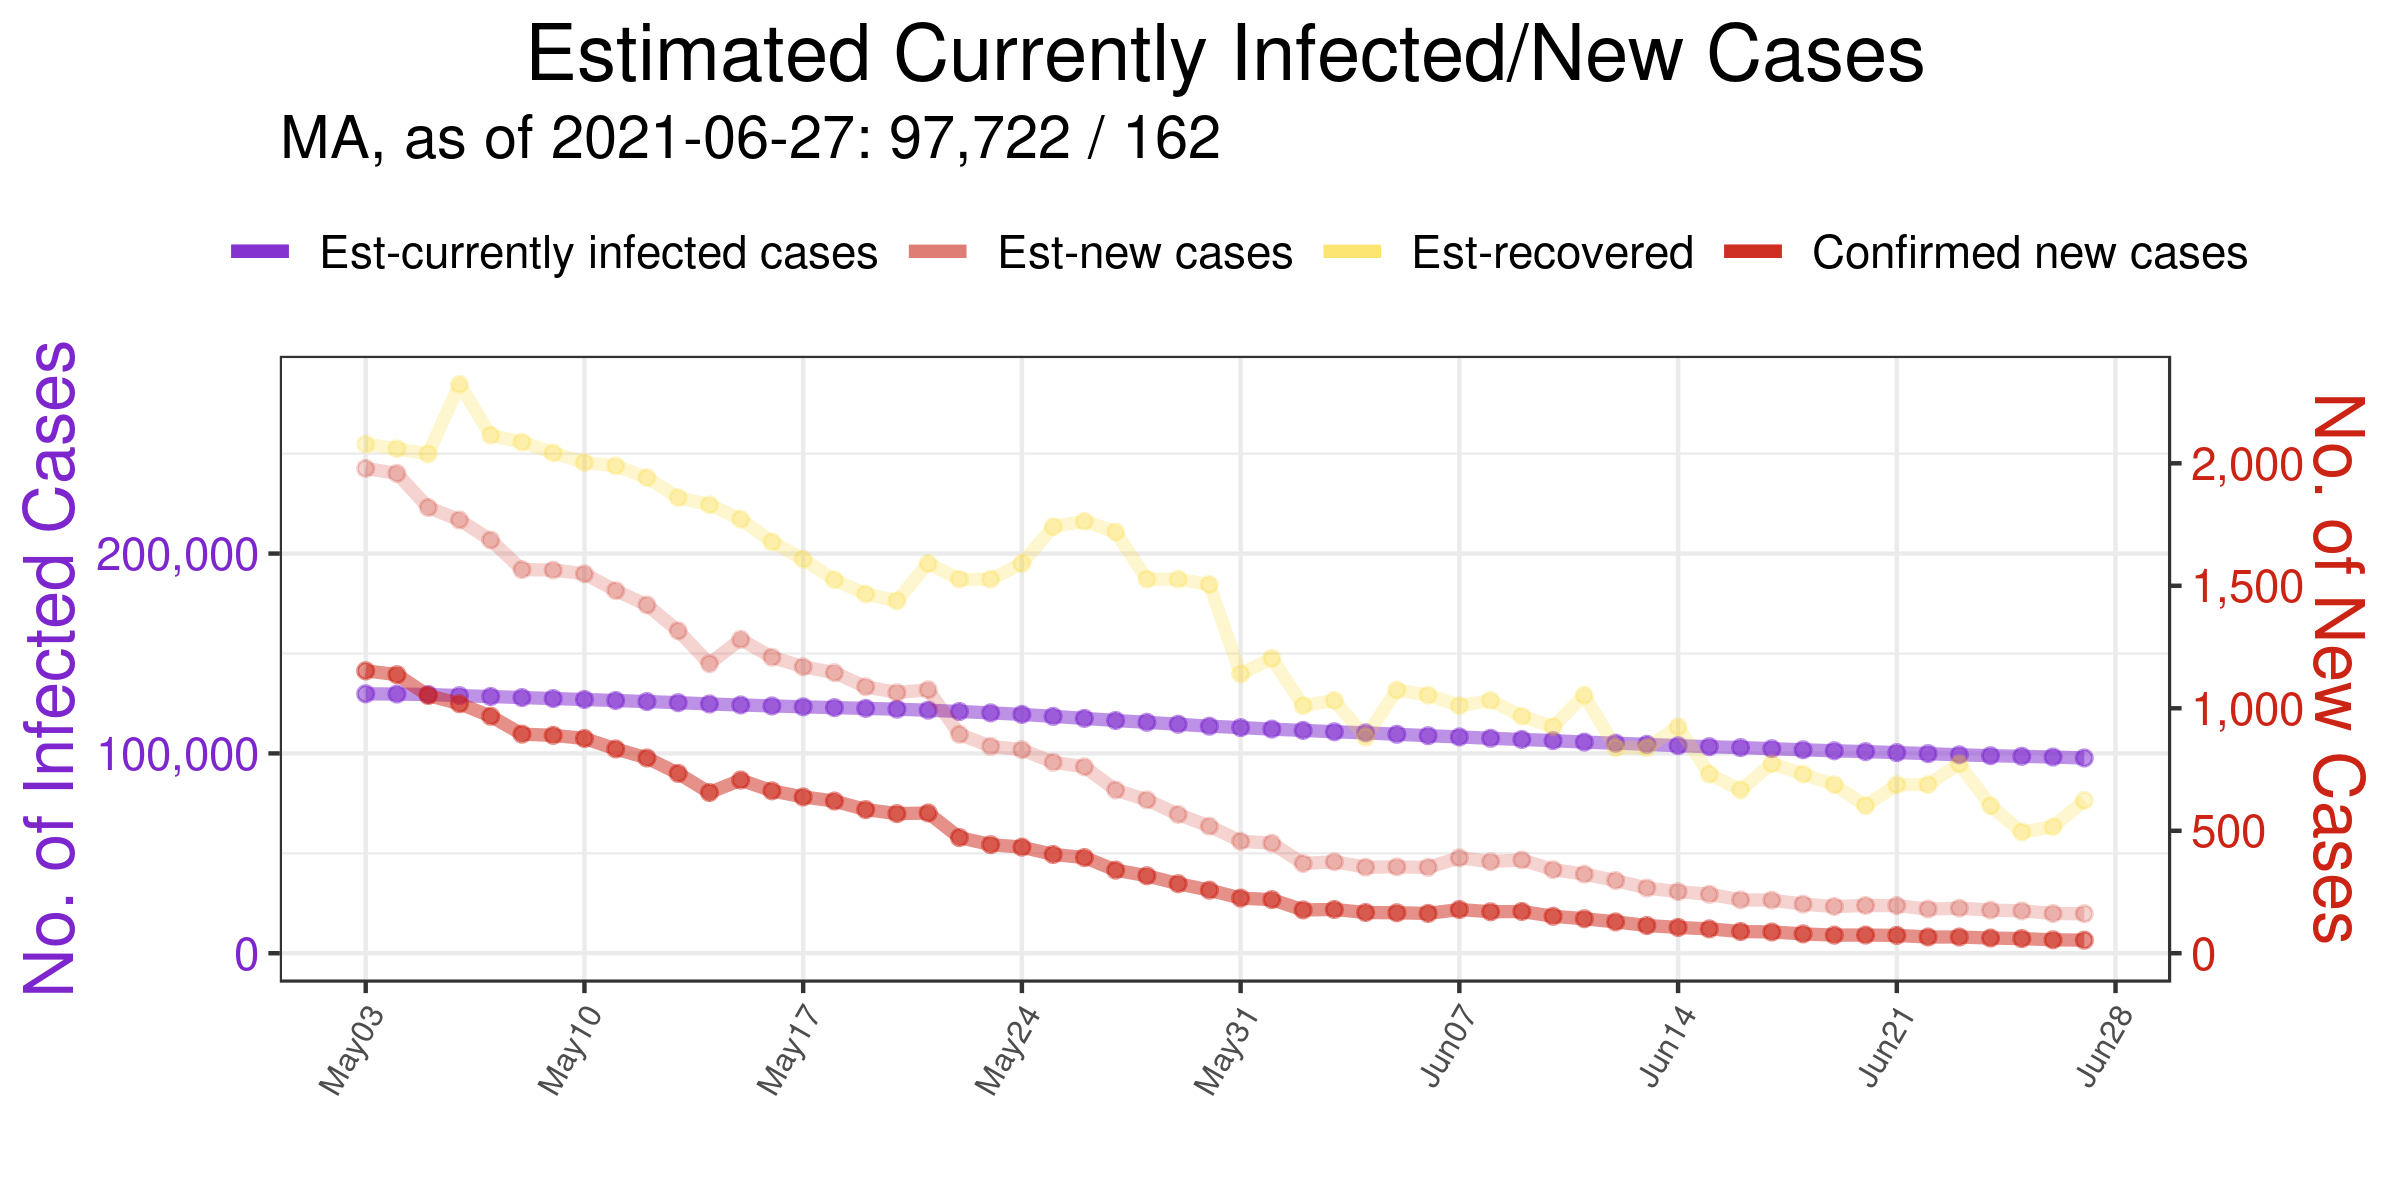 Estimated Currently Infected/New Cases
MA, as of 2021-06-27: 97,722 / 162
Est-currently infected cases Est-new cases Est-recovered Confirmed new cases
No. of Infected Cases
200,000
100,000
0
No. of New Cases
2,000
1,500
1,000
500
0
May03 May10 May17 May24 May31 Jun07 Jun14 Jun21 Jun28